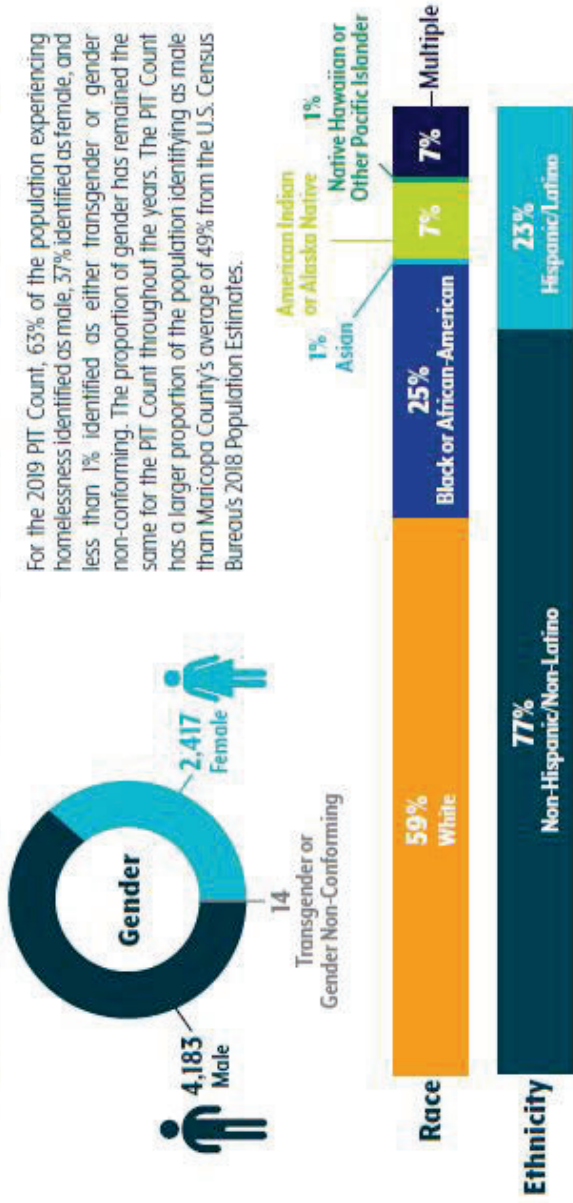 For the 2019 PIT Count, 63% of the population experiencing
homelessness identified as male, 37% identified as female, and
less than 1% identified as either transgender or gender
non-conforming. The proportion of gender has remained the
same for the PIT Count throughout the years. The PIT Count
has a larger proportion of the population identifying as male
than Maricopa County's average of 49% from the U.S. Census
Bureau's 2018 Population Estimates.
Gender
4,183
Male
2,417
Female
14
Transgender or
Gender Non-Conforming
Race
59%
White
25%
Black or African-American
1%
Asian
American Indian
or Alaska Native
7%
1%
Native Hawaiian or
Other Pacific Islander
7%
Multiple
Ethnicity
77%
Non-Hispanic/Non-Latino
23%
Hispanic/Latino